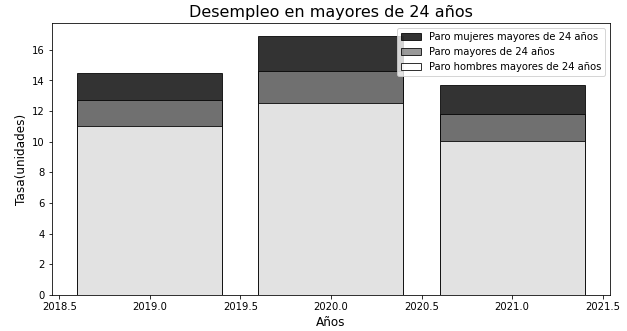 Desempleo en mayores de 24 años
Paro mujeres mayores de 24 años
Paro mayores de 24 años
Paro hombres mayores de 24 años
Tasa(unidades)
16
14
12
10
8
6
4
2
0
2018.5 2019.0 2019.5 2020.0 2020.5 2021.0 2021.5
Años